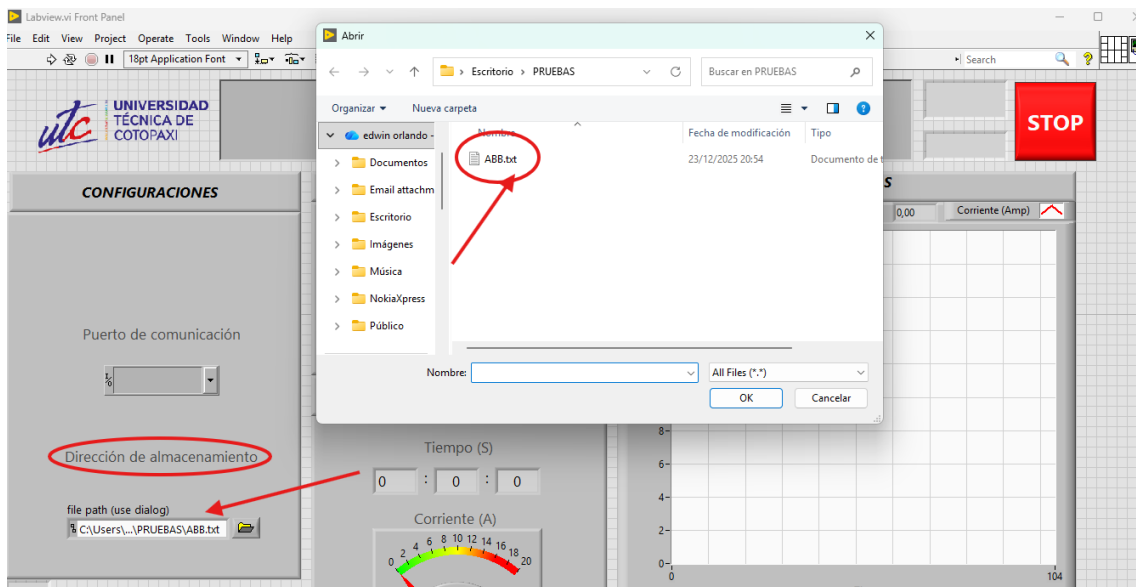 Labview.vi Front Panel
File Edit View Project Operate Tools Window Help
18pt Application Font
Search
UNIVERSIDAD
TÉCNICA DE
COTOPAXI
utc
STOP
CONFIGURACIONES
Puerto de comunicación
Dirección de almacenamiento
file path (use dialog)
C:\Users\...\PRUEBAS\ABB.txt
Abrir
Escritorio > PRUEBAS
Buscar en PRUEBAS
Organizar
Nueva carpeta
edwin orlando -
Documentos
Email attachm
Escritorio
Imágenes
Música
NokiaXpress
Público
Nombre
Fecha de modificación
Tipo
ABB.txt
23/12/2025 20:54
Documento de t
Nombre:
All Files (*.*)
OK
Cancelar
Tiempo (S)
0 : 0 : 0
Corriente (A)
0 2 4 6 8 10 12 14 16 18 20
S
0,00
Corriente (Amp)
8-
6-
4-
2-
0-
0
104